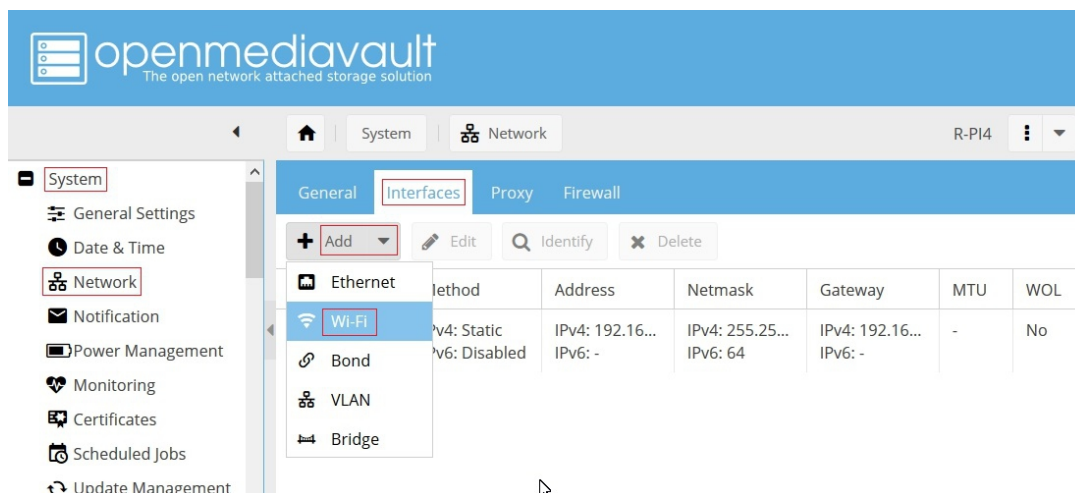 openmediavault
The open network attached storage solution
System
Network
R-PI4
System
General Settings
Date & Time
Network
Notification
Power Management
Monitoring
Certificates
Scheduled Jobs
Update Management
General
Interfaces
Proxy
Firewall
Add
Edit
Identify
Delete
Ethernet
Wi-Fi
Bond
VLAN
Bridge
Address
Netmask
Gateway
MTU
WOL
Static
Disabled
IPv4: 192.16...
IPv6: -
IPv4: 255.25...
IPv6: 64
IPv4: 192.16...
IPv6: -
-
No